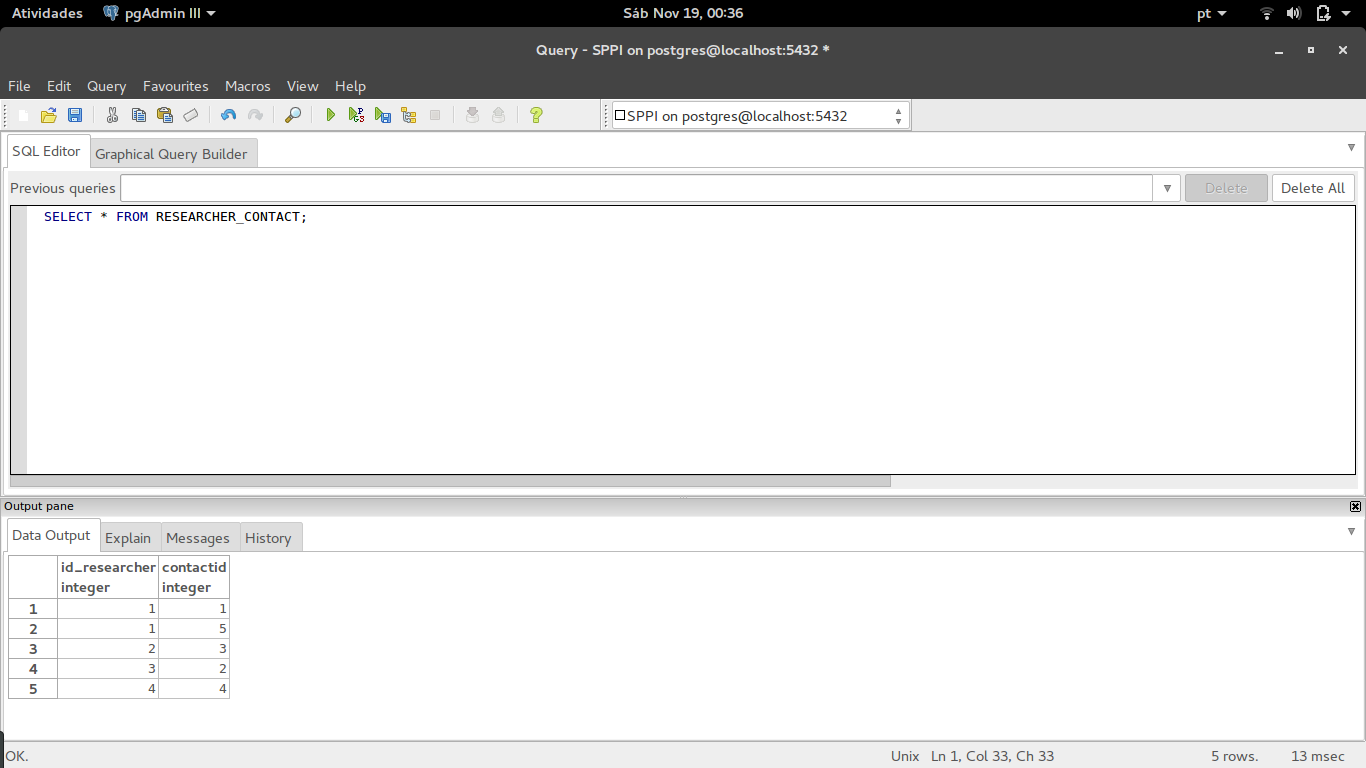 Atividades pgAdmin III Sáb Nov 19, 00:36 pt
Query - SPPI on postgres@localhost:5432 *
File Edit Query Favourites Macros View Help
SPPI on postgres@localhost:5432
SQL Editor Graphical Query Builder
Previous queries Delete Delete All
SELECT * FROM RESEARCHER_CONTACT;
Output pane
Data Output Explain Messages History
id_researcher contactid
integer integer
1 1 1
2 1 5
3 2 3
4 3 2
5 4 4
OK. Unix Ln 1, Col 33, Ch 33 5 rows. 13 msec